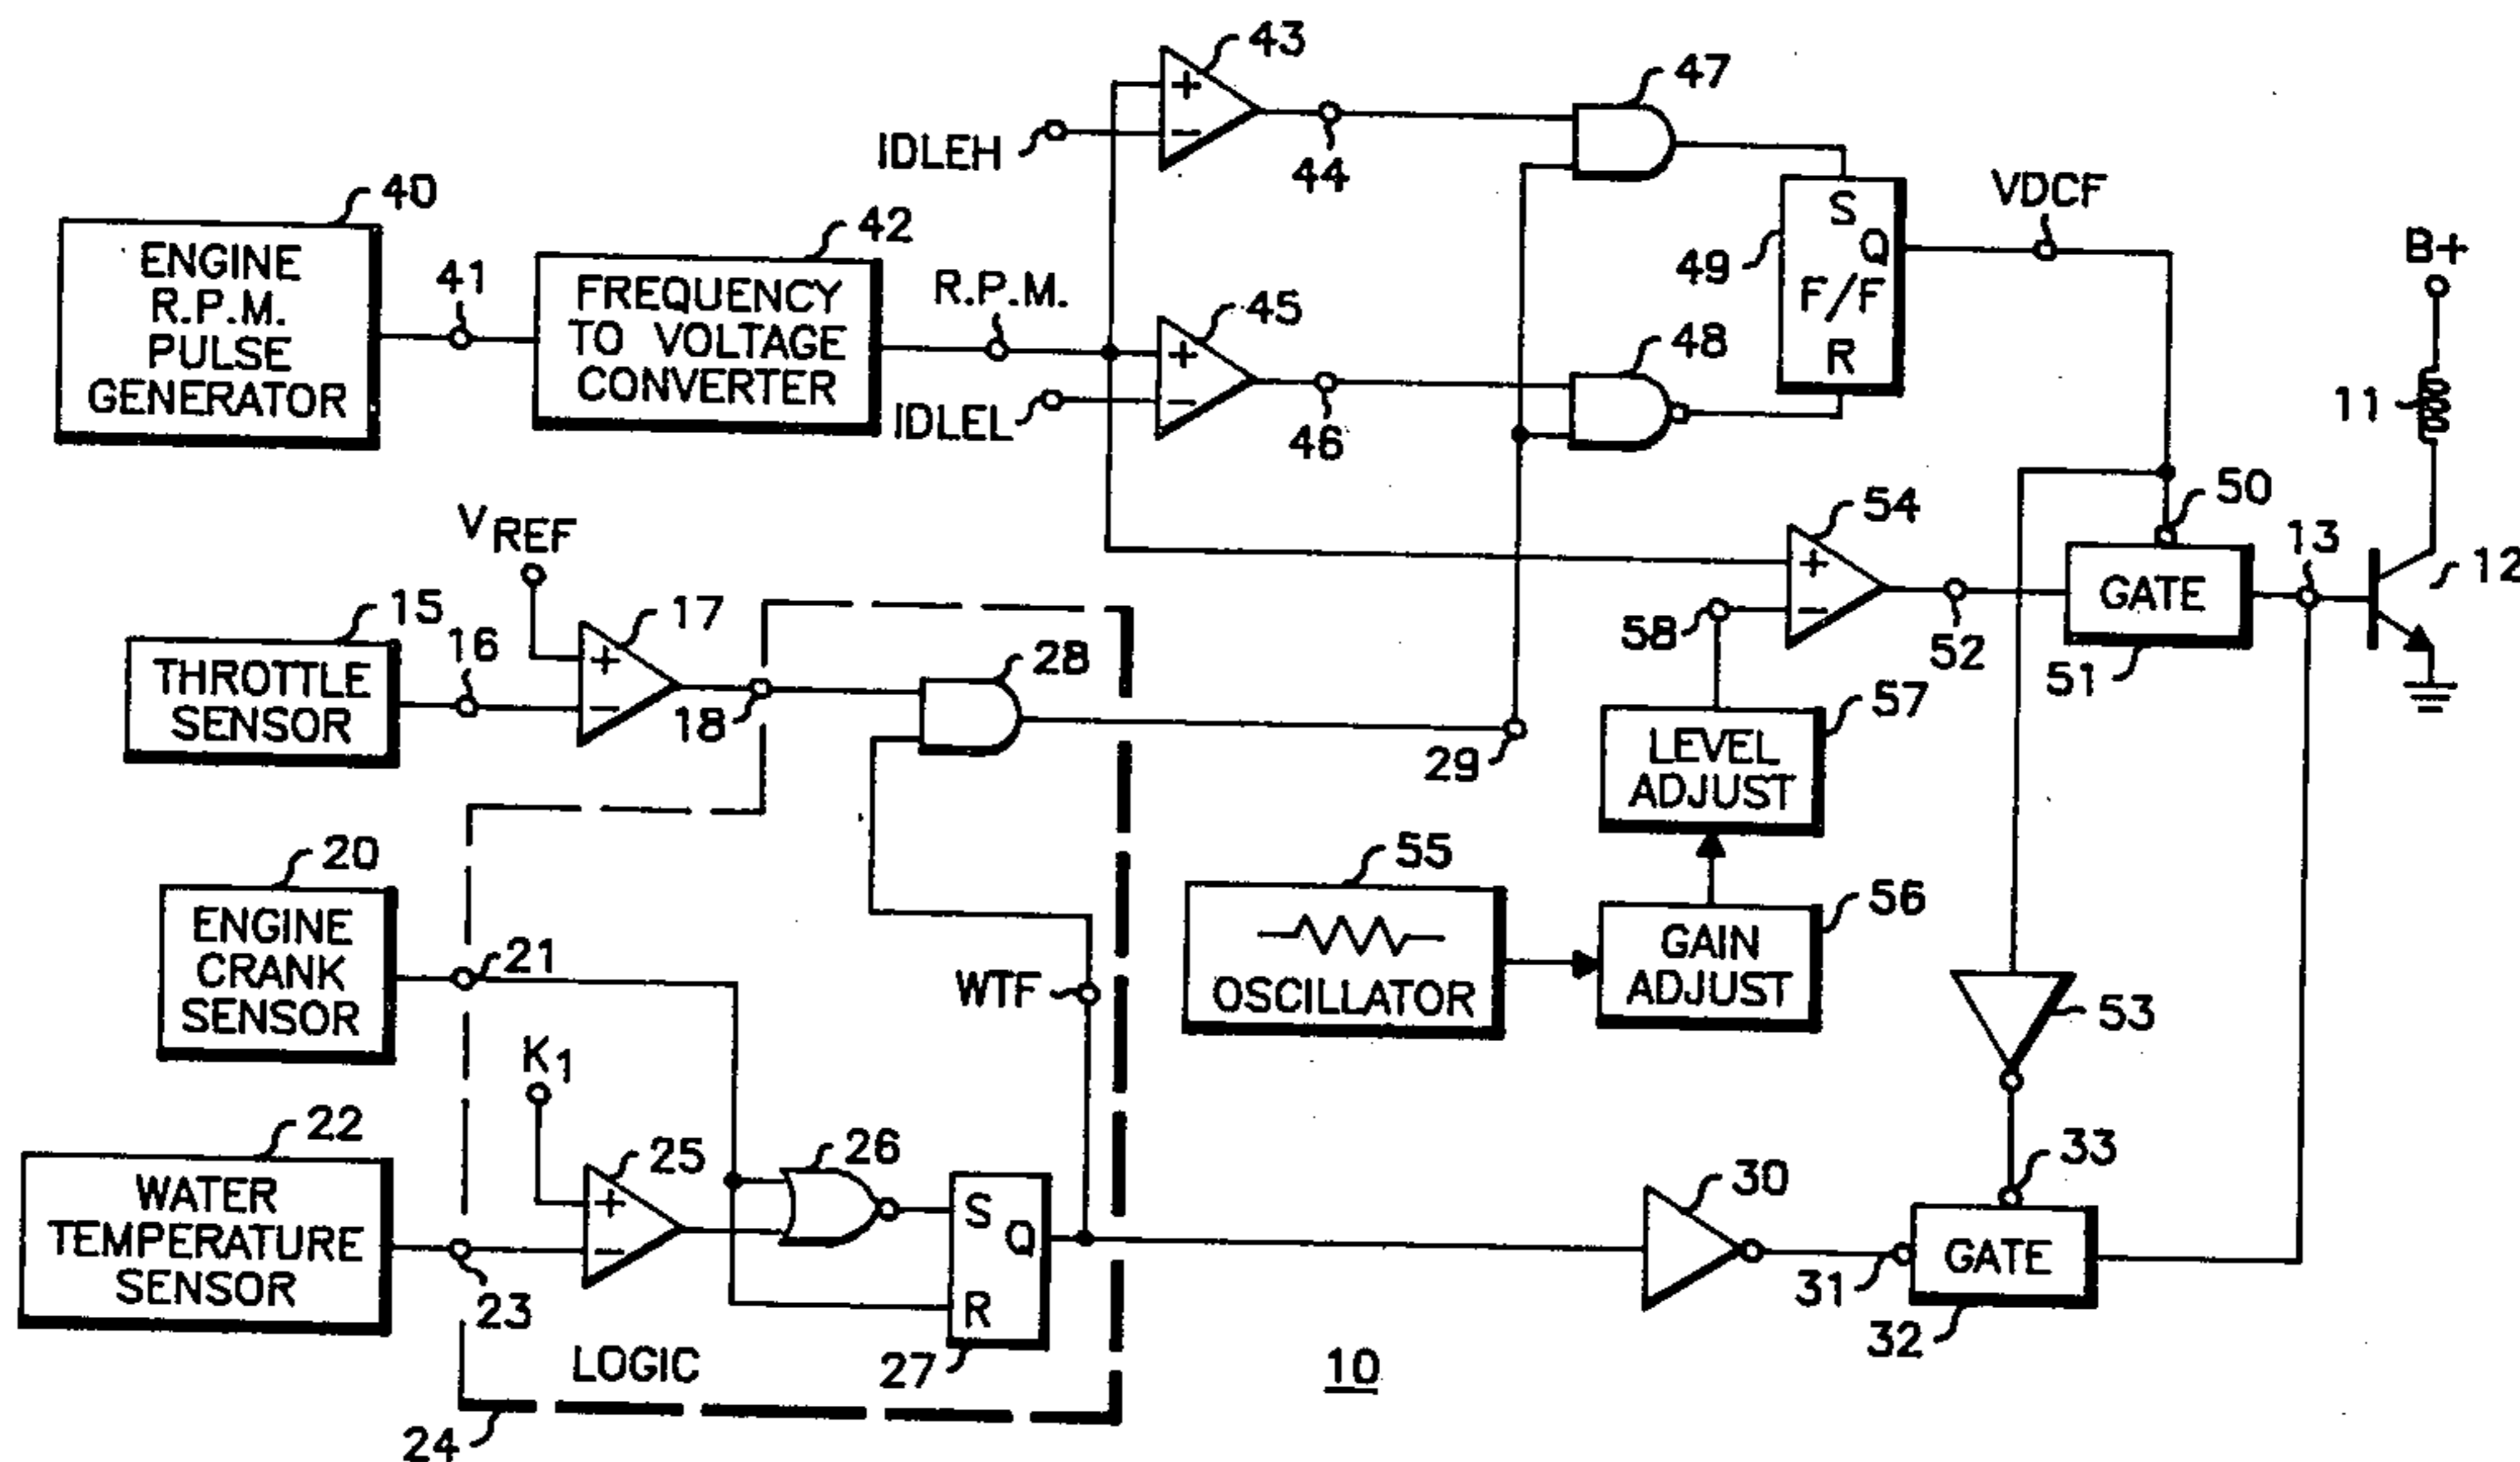 43
47
IDLEH
44
40
ENGINE
R.P.M.
PULSE
GENERATOR
41
42
FREQUENCY
TO VOLTAGE
CONVERTER
R.P.M.
+
-
45
+
-
IDLEL
46
48
49
S
Q
F/F
R
VDCF
B+
11
50
54
13
12
VREF
15
16
17
THROTTLE
SENSOR
+
-
18
28
29
+
-
58
52
GATE
51
57
LEVEL
ADJUST
20
ENGINE
CRANK
SENSOR
21
55
OSCILLATOR
56
GAIN
ADJUST
WTF
53
K1
22
WATER
TEMPERATURE
SENSOR
23
25
+
-
26
S
Q
R
27
30
31
33
GATE
32
LOGIC
24
10